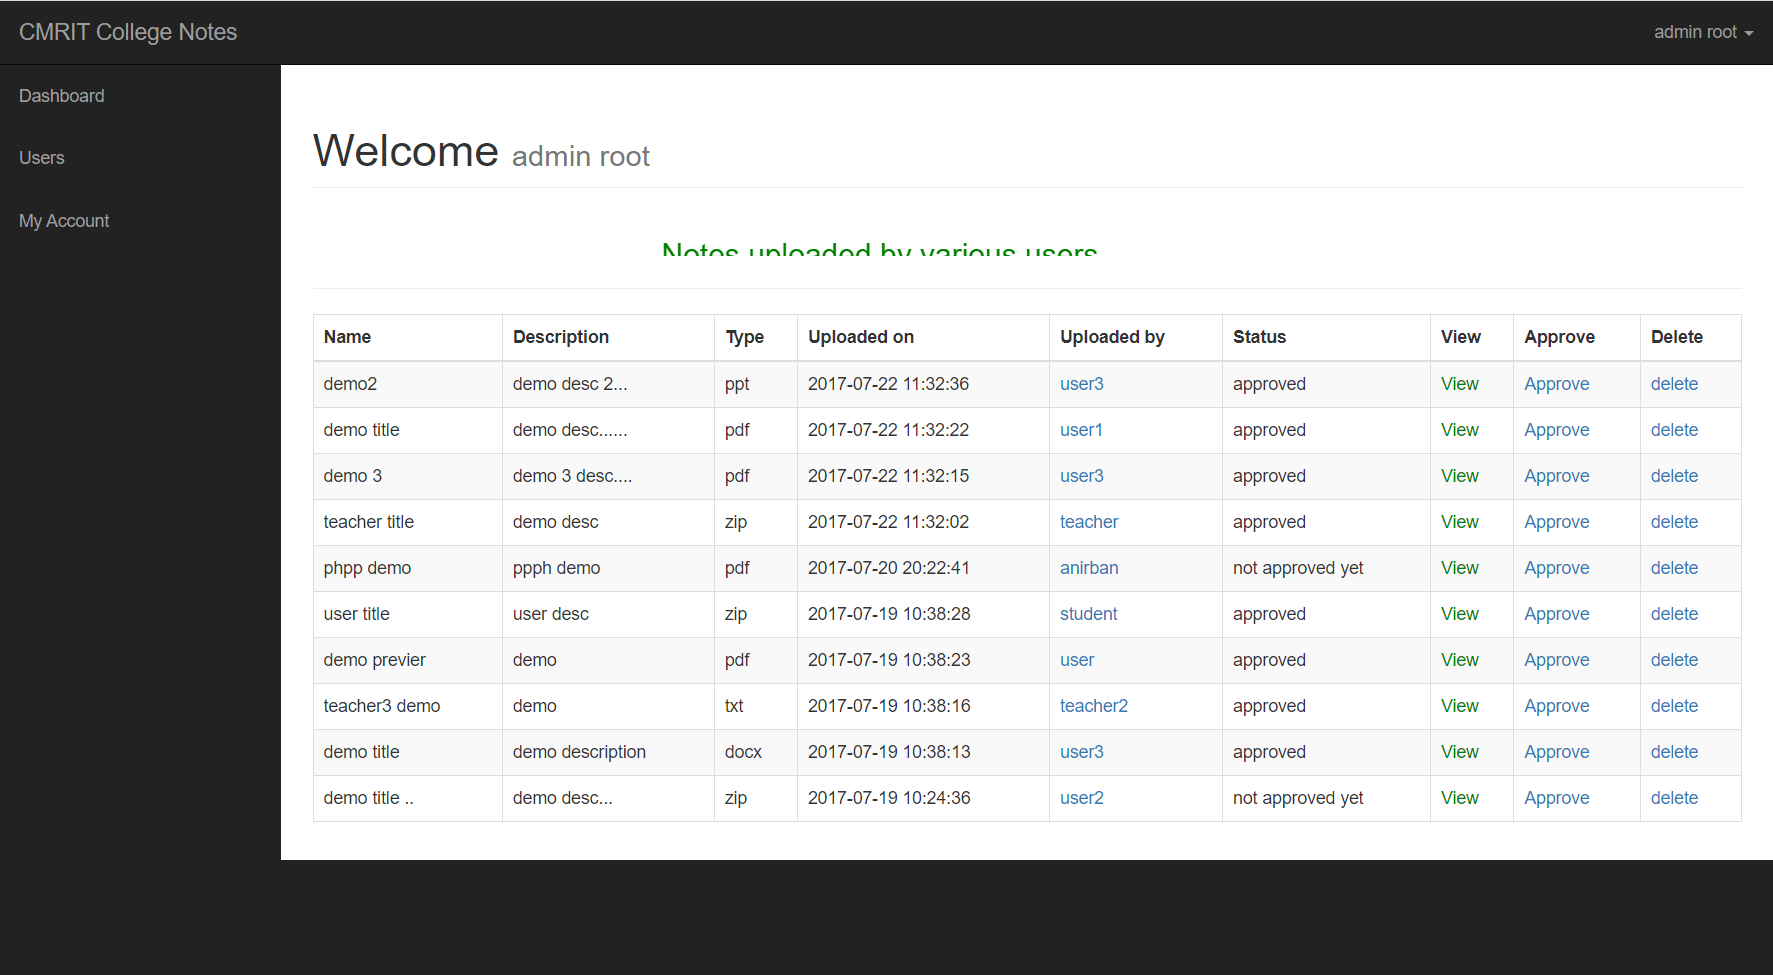 CMRIT College Notes
admin root
Dashboard
Users
My Account
Welcome admin root
Notes uploaded by various users
Name Description Type Uploaded on Uploaded by Status View Approve Delete
demo2 demo desc 2... ppt 2017-07-22 11:32:36 user3 approved View Approve delete
demo title demo desc...... pdf 2017-07-22 11:32:22 user1 approved View Approve delete
demo 3 demo 3 desc.... pdf 2017-07-22 11:32:15 user3 approved View Approve delete
teacher title demo desc zip 2017-07-22 11:32:02 teacher approved View Approve delete
phpp demo ppph demo pdf 2017-07-20 20:22:41 anirban not approved yet View Approve delete
user title user desc zip 2017-07-19 10:38:28 student approved View Approve delete
demo previer demo pdf 2017-07-19 10:38:23 user approved View Approve delete
teacher3 demo demo txt 2017-07-19 10:38:16 teacher2 approved View Approve delete
demo title demo description docx 2017-07-19 10:38:13 user3 approved View Approve delete
demo title .. demo desc... zip 2017-07-19 10:24:36 user2 not approved yet View Approve delete